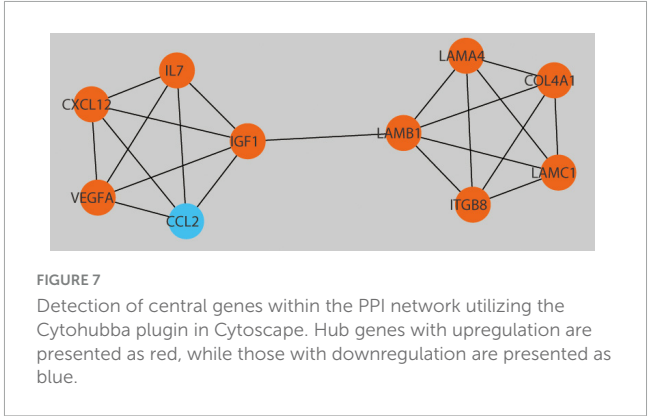 IL7
CXCL12
IGF1
VEGFA
CCL2
LAMA4
COL4A1
LAMB1
LAMC1
ITGB8
FIGURE 7
Detection of central genes within the PPI network utilizing the
Cytohubba plugin in Cytoscape. Hub genes with upregulation are
presented as red, while those with downregulation are presented as
blue.